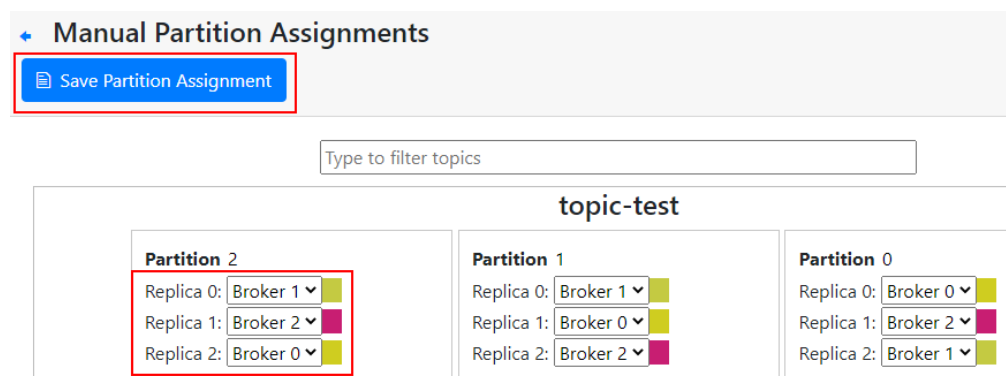 Manual Partition Assignments
Save Partition Assignment
Type to filter topics
topic-test
Partition 2
Replica 0: Broker 1
Replica 1: Broker 2
Replica 2: Broker 0
Partition 1
Replica 0: Broker 1
Replica 1: Broker 0
Replica 2: Broker 2
Partition 0
Replica 0: Broker 0
Replica 1: Broker 2
Replica 2: Broker 1